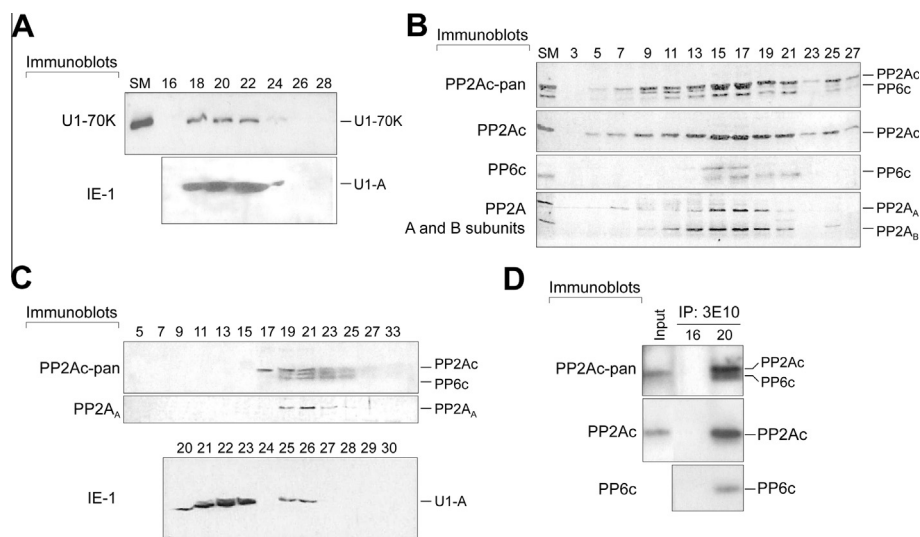 A
Immunoblots
SM 16 18 20 22 24 26 28
U1-70K
U1-70K
IE-1
U1-A
B
Immunoblots
SM 3 5 7 9 11 13 15 17 19 21 23 25 27
PP2Ac-pan
PP2Ac
PP6c
PP2Ac
PP2Ac
PP6c
PP6c
PP2A
A and B subunits
PP2AA
PP2AB
C
Immunoblots
5 7 9 11 13 15 17 19 21 23 25 27 33
PP2Ac-pan
PP2Ac
PP6c
PP2AA
PP2AA
20 21 22 23 24 25 26 27 28 29 30
IE-1
U1-A
D
Immunoblots
Input
IP: 3E10
16 20
PP2Ac-pan
PP2Ac
PP6c
PP2Ac
PP2Ac
PP6c
PP6c